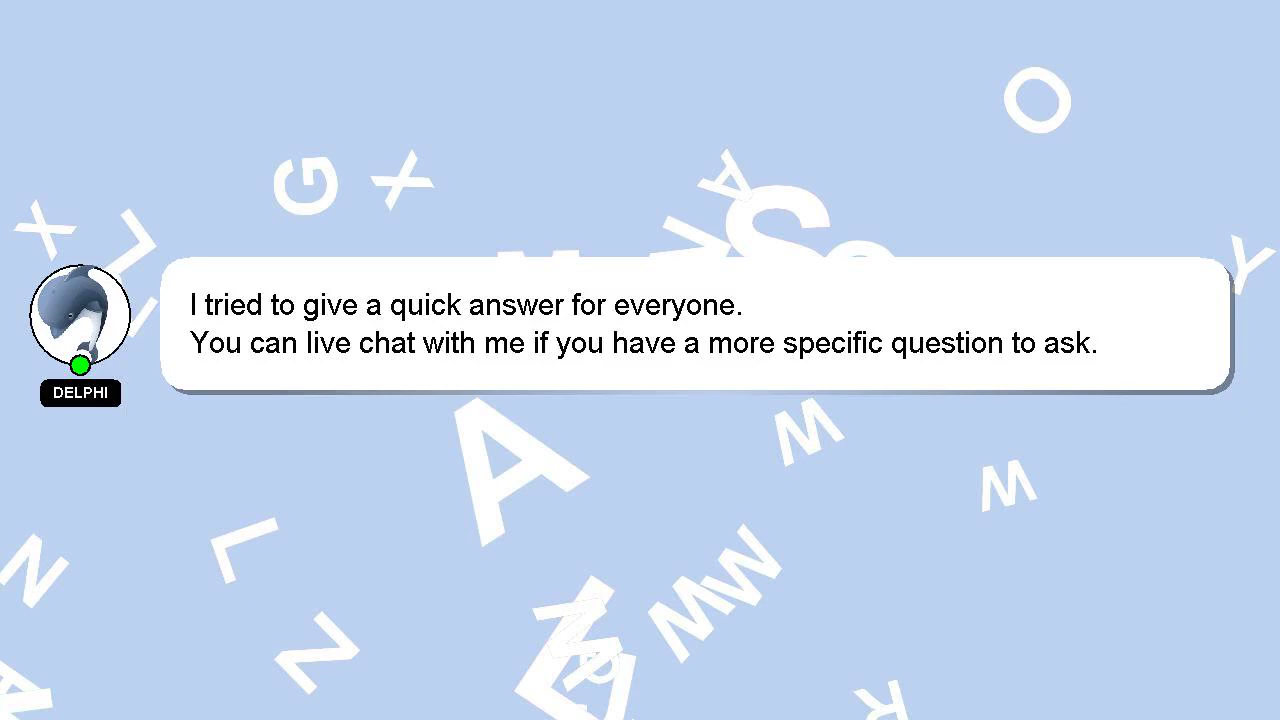 I tried to give a quick answer for everyone.
You can live chat with me if you have a more specific question to ask.
DELPHI
O
G
X
A
S
X
L
Y
A
W
W
L
N
Z
R